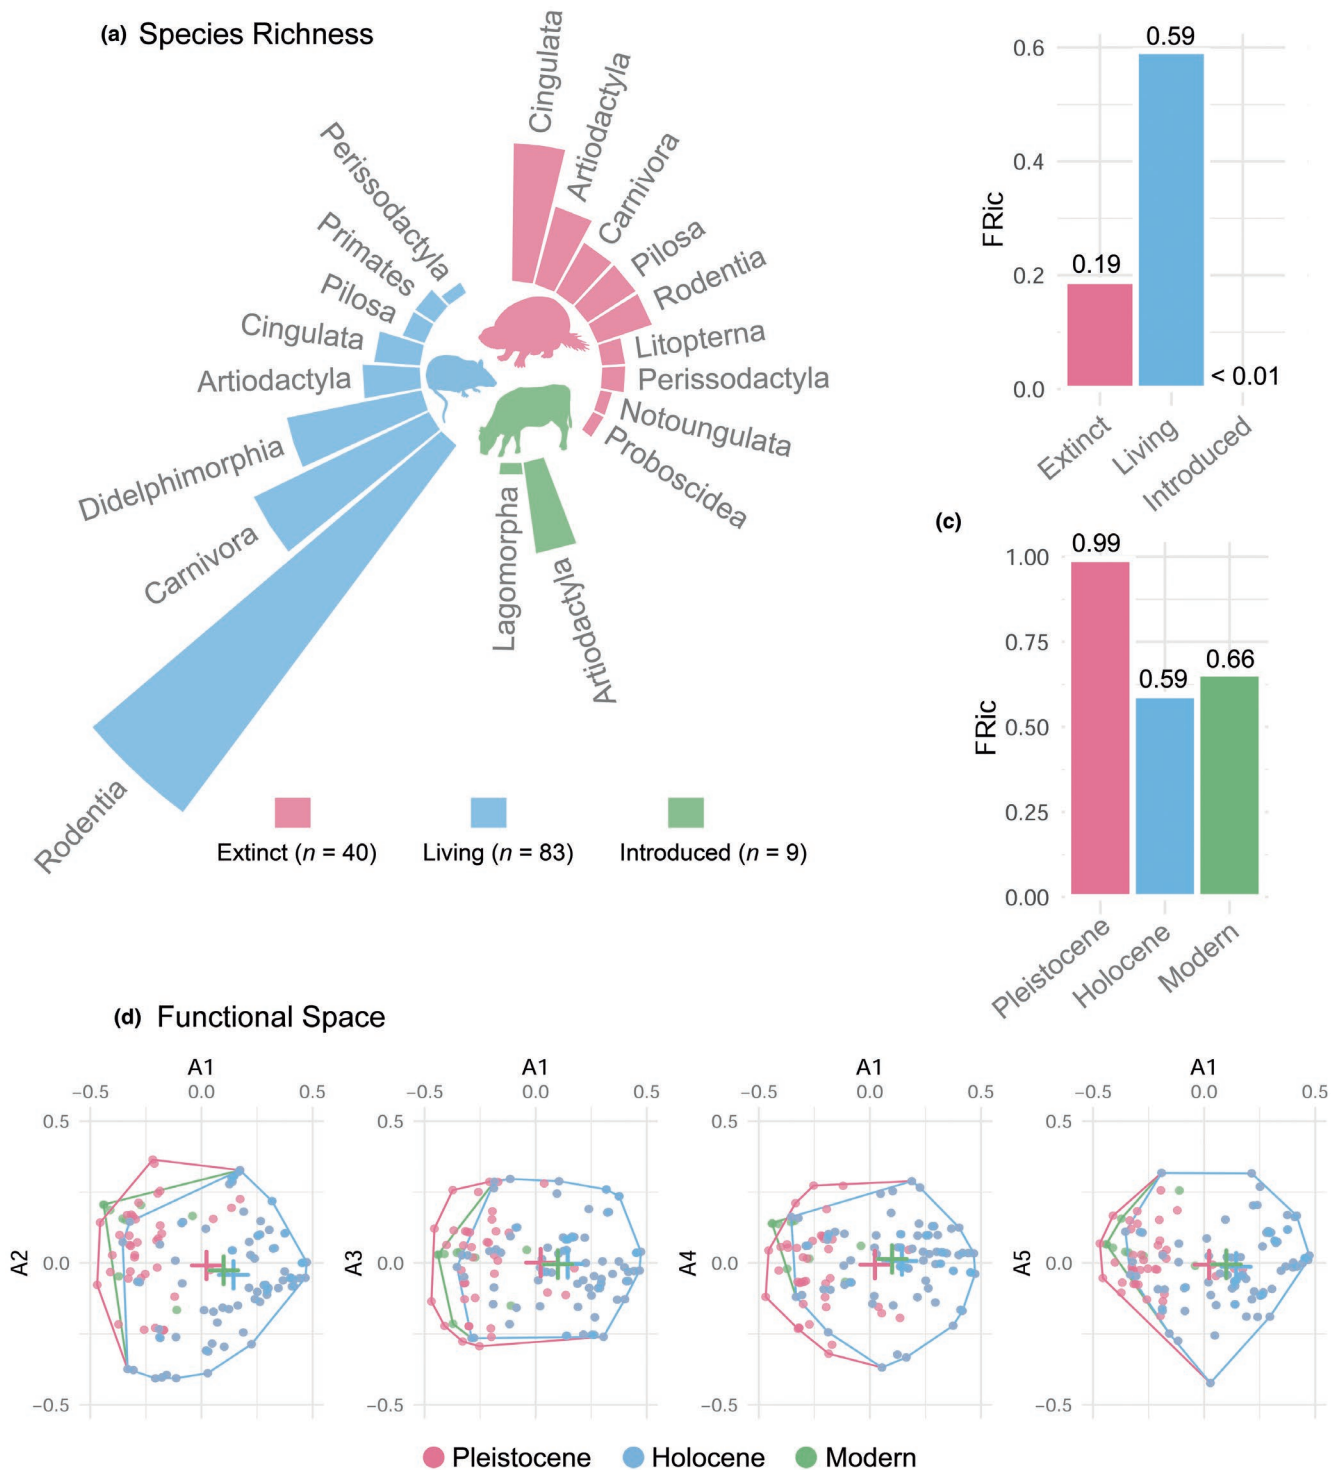 (a) Species Richness
Cingulata
Artiodactyla
Carnivora
Pilosa
Rodentia
Litopterna
Perissodactyla
Notoungulata
Proboscidea
Perissodactyla
Primates
Pilosa
Cingulata
Artiodactyla
Didelphimorphia
Carnivora
Rodentia
Lagomorpha
Artiodactyla
Extinct (n = 40)
Living (n = 83)
Introduced (n = 9)
FRic
0.6
0.4
0.2
0.0
0.19
0.59
< 0.01
Extinct
Living
Introduced
(c)
FRic
1.00
0.75
0.50
0.25
0.00
0.99
0.59
0.66
Pleistocene
Holocene
Modern
(d) Functional Space
A1
−0.5 0.0 0.5
A2
0.5
0.0
−0.5
A1
−0.5 0.0 0.5
A3
0.5
0.0
−0.5
A1
−0.5 0.0 0.5
A4
0.5
0.0
−0.5
A1
−0.5 0.0 0.5
A5
0.5
0.0
−0.5
Pleistocene Holocene Modern